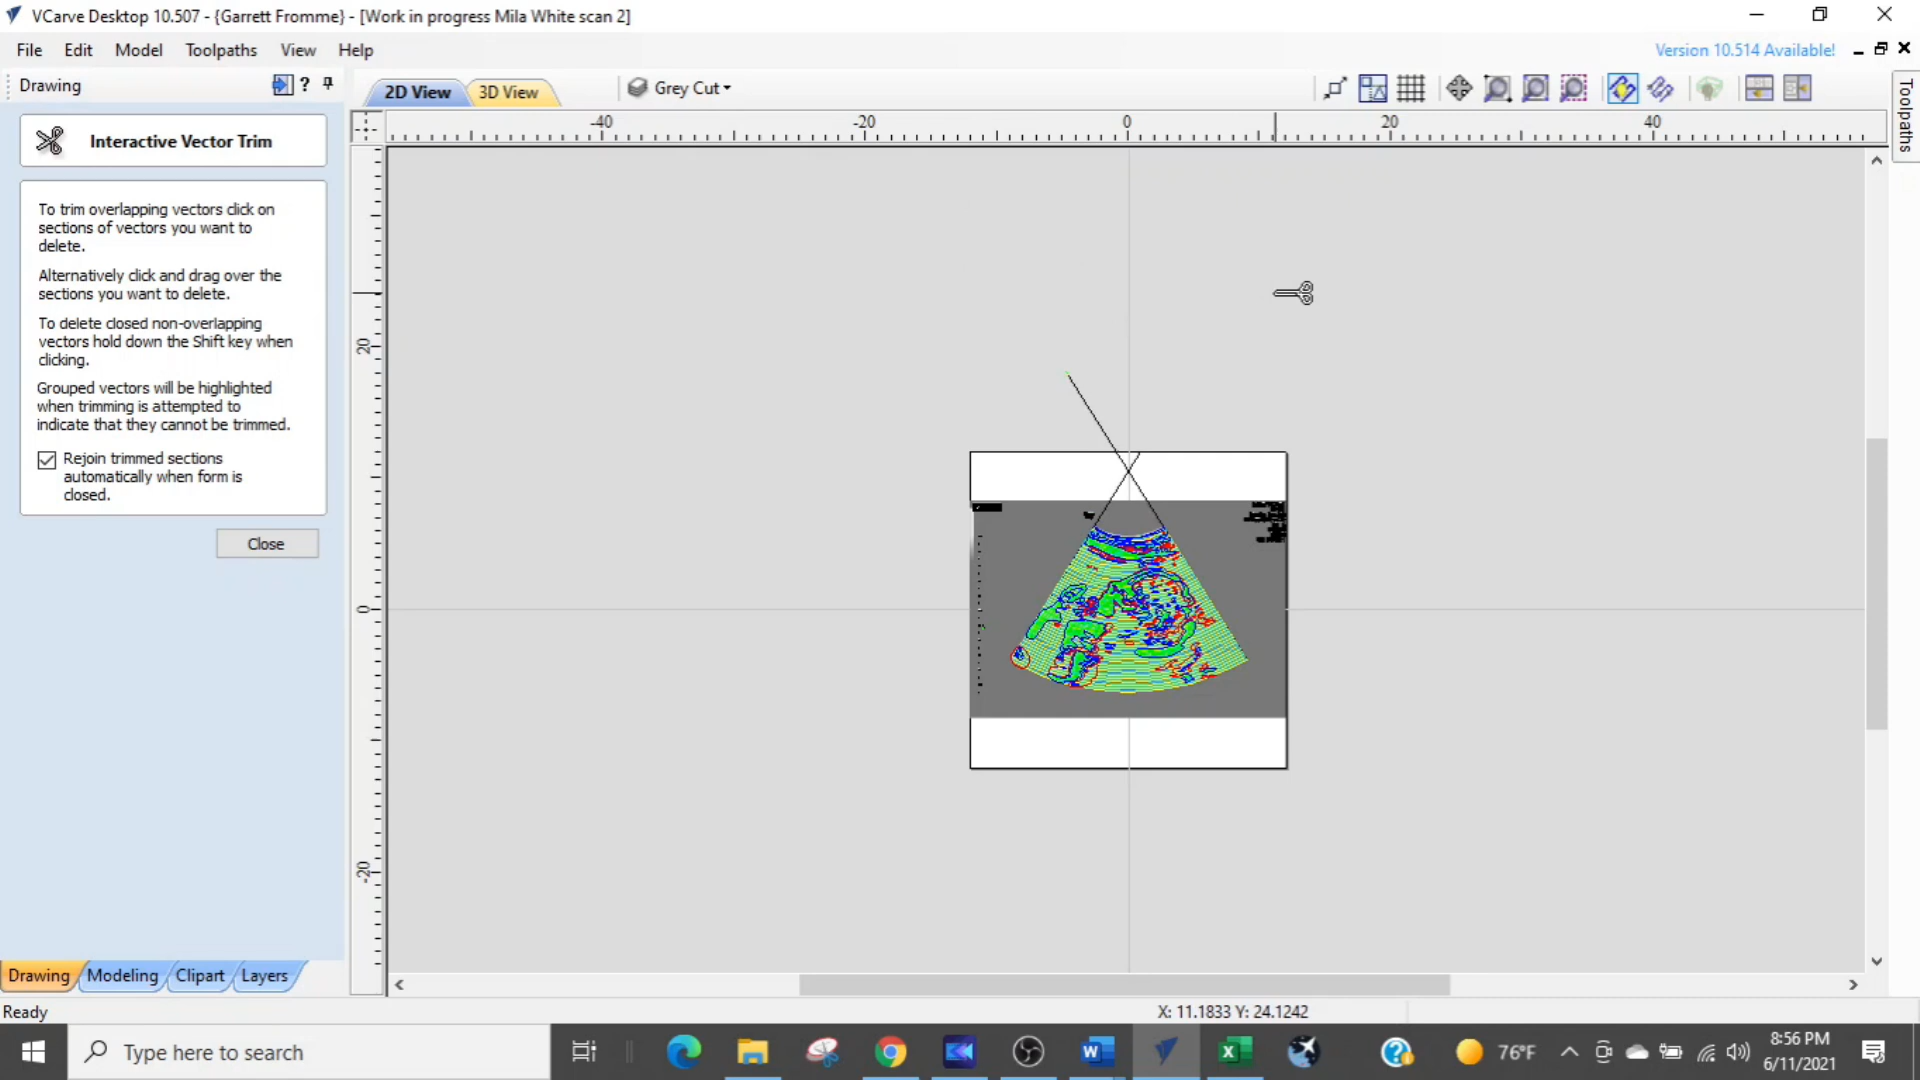 VCarve Desktop 10.507 - {Garrett Fromme} - [Work in progress Mila White scan 2]
File Edit Model Toolpaths View Help
Version 10.514 Available!
Drawing
?
2D View
3D View
Grey Cut
Toolpaths
Interactive Vector Trim
-40 -20 0 20 40
To trim overlapping vectors click on
sections of vectors you want to
delete.
Alternatively click and drag over the
sections you want to delete.
To delete closed non-overlapping
vectors hold down the Shift key when
clicking.
Grouped vectors will be highlighted
when trimming is attempted to
indicate that they cannot be trimmed.
Rejoin trimmed sections
automatically when form is
closed.
Close
20
0
-20
Drawing Modeling Clipart Layers
Ready
X: 11.1833 Y: 24.1242
Type here to search
76°F
8:56 PM
6/11/2021